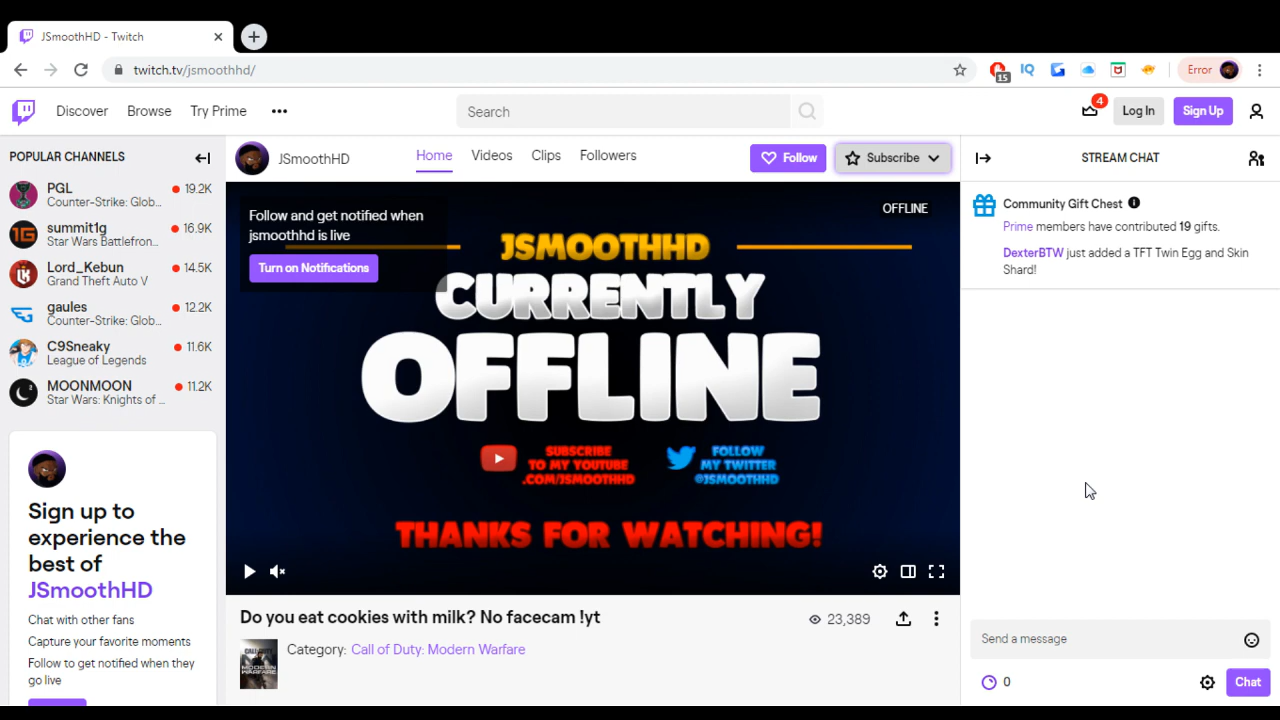 JSmoothHD - Twitch
twitch.tv/jsmoothhd/
15
IQ
Error
Discover
Browse
Try Prime
Search
4
Log In
Sign Up
POPULAR CHANNELS
PGL
19.2K
Counter-Strike: Glob...
summit1g
16.9K
Star Wars Battlefron...
Lord_Kebun
14.5K
Grand Theft Auto V
gaules
12.2K
Counter-Strike: Glob...
C9Sneaky
11.6K
League of Legends
MOONMOON
11.2K
Star Wars: Knights of ...
Sign up to
experience the
best of
JSmoothHD
Chat with other fans
Capture your favorite moments
Follow to get notified when they
go live
JSmoothHD
Home
Videos
Clips
Followers
Follow
Subscribe
Follow and get notified when
jsmoothhd is live
Turn on Notifications
OFFLINE
JSMOOTHHD
CURRENTLY
OFFLINE
SUBSCRIBE
TO MY YOUTUBE
.COM/JSMOOTHHD
FOLLOW
MY TWITTER
@JSMOOTHHD
THANKS FOR WATCHING!
Do you eat cookies with milk? No facecam !yt
23,389
CALL OF DUTY
MODERN
WARFARE
Category: Call of Duty: Modern Warfare
STREAM CHAT
Community Gift Chest
Prime members have contributed 19 gifts.
DexterBTW just added a TFT Twin Egg and Skin
Shard!
Send a message
0
Chat